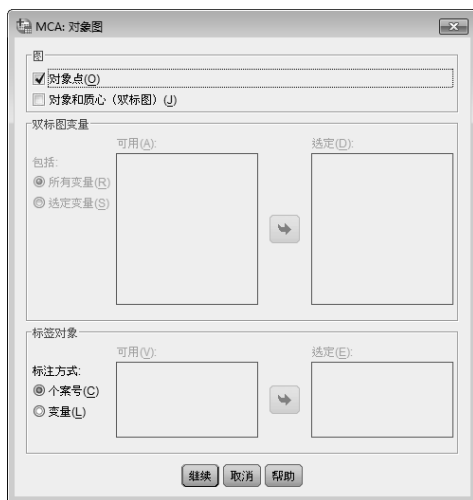 MCA: 对象图
图
对象点(O)
对象和质心（双标图）(J)
双标图变量
可用(A):
选定(D):
包括:
所有变量(R)
选定变量(S)
标签对象
可用(V):
选定(E):
标注方式:
个案号(C)
变量(L)
继续 取消 帮助